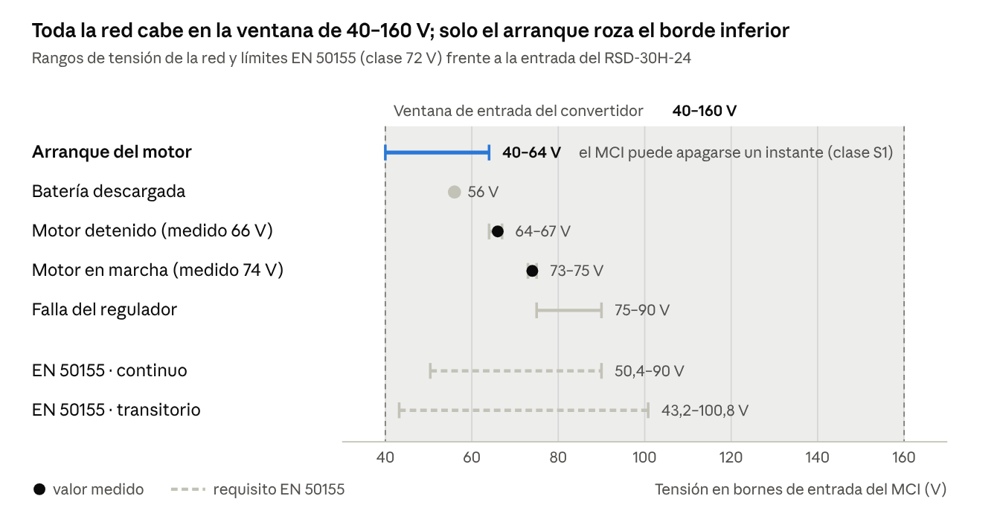 Toda la red cabe en la ventana de 40–160 V; solo el arranque roza el borde inferior
Rangos de tensión de la red y límites EN 50155 (clase 72 V) frente a la entrada del RSD-30H-24
Ventana de entrada del convertidor 40–160 V
Arranque del motor 40–64 V el MCI puede apagarse un instante (clase S1)
Batería descargada 56 V
Motor detenido (medido 66 V) 64–67 V
Motor en marcha (medido 74 V) 73–75 V
Falla del regulador 75–90 V
EN 50155 · continuo 50,4–90 V
EN 50155 · transitorio 43,2–100,8 V
40 60 80 100 120 140 160
valor medido requisito EN 50155 Tensión en bornes de entrada del MCI (V)